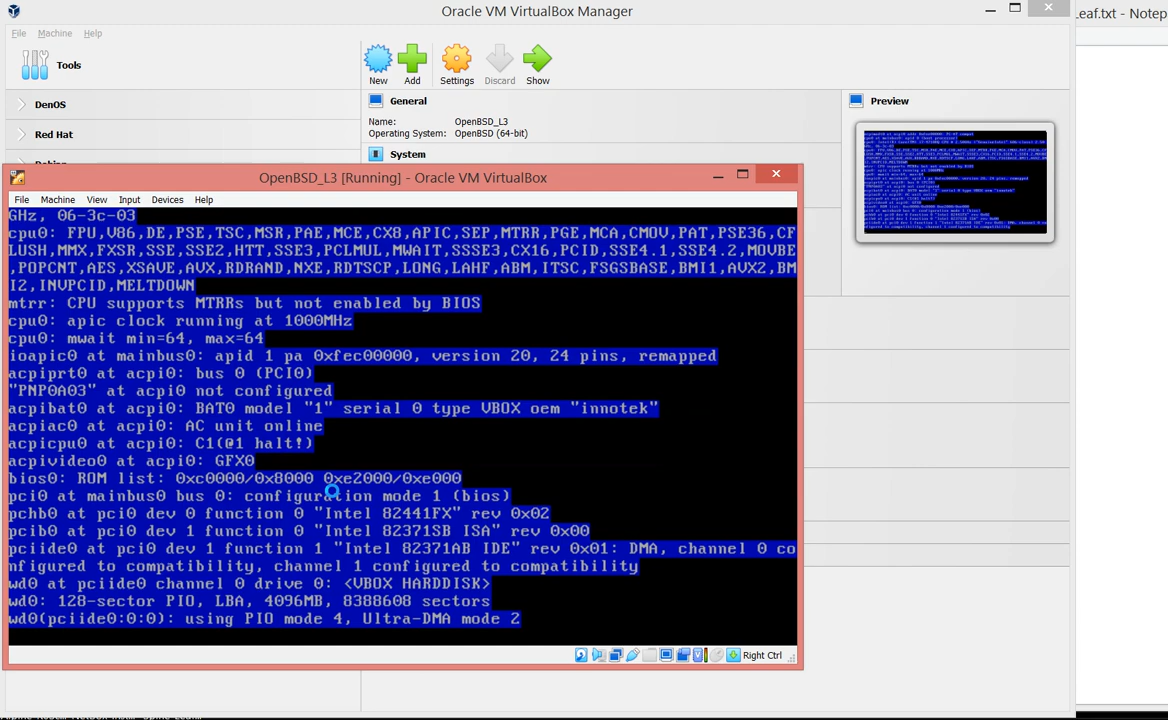 Oracle VM VirtualBox Manager
Leaf.txt - Notep
File Machine Help
Tools
New Add Settings Discard Show
DenOS
Red Hat
General
Name: OpenBSD_L3
Operating System: OpenBSD (64-bit)
System
Preview
OpenBSD_L3 [Running] - Oracle VM VirtualBox
File Machine View Input Devices Help
GHz, 06-3c-03
cpu0: FPU,V86,DE,PSE,TSC,MSR,PAE,MCE,CX8,APIC,SEP,MTRR,PGE,MCA,CMOV,PAT,PSE36,CF
LUSH,MMX,FXSR,SSE,SSE2,HTT,SSE3,PCLMUL,MWAIT,SSSE3,CX16,PCID,SSE4.1,SSE4.2,MOVBE
,POPCNT,AES,XSAVE,AVX,RDRAND,NXE,RDTSCP,LONG,LAHF,ABM,ITSC,FSGSBASE,BMI1,AVX2,BM
I2,INVPCID,MELTDOWN
mtrr: CPU supports MTRRs but not enabled by BIOS
cpu0: apic clock running at 1000MHz
cpu0: mwait min=64, max=64
ioapic0 at mainbus0: apid 1 pa 0xfec00000, version 20, 24 pins, remapped
acpiprt0 at acpi0: bus 0 (PCI0)
"PNP0A03" at acpi0 not configured
acpibat0 at acpi0: BAT0 model "1" serial 0 type VBOX oem "innotek"
acpiac0 at acpi0: AC unit online
acpicpu0 at acpi0: C1(@1 halt!)
acpivideo0 at acpi0: GFX0
bios0: ROM list: 0xc0000/0x8000 0xe2000/0xe000
pci0 at mainbus0 bus 0: configuration mode 1 (bios)
pchb0 at pci0 dev 0 function 0 "Intel 82441FX" rev 0x02
pcib0 at pci0 dev 1 function 0 "Intel 82371SB ISA" rev 0x00
pciide0 at pci0 dev 1 function 1 "Intel 82371AB IDE" rev 0x01: DMA, channel 0 co
nfigured to compatibility, channel 1 configured to compatibility
wd0 at pciide0 channel 0 drive 0: <VBOX HARDDISK>
wd0: 128-sector PIO, LBA, 4096MB, 8388608 sectors
wd0(pciide0:0:0): using PIO mode 4, Ultra-DMA mode 2
Right Ctrl